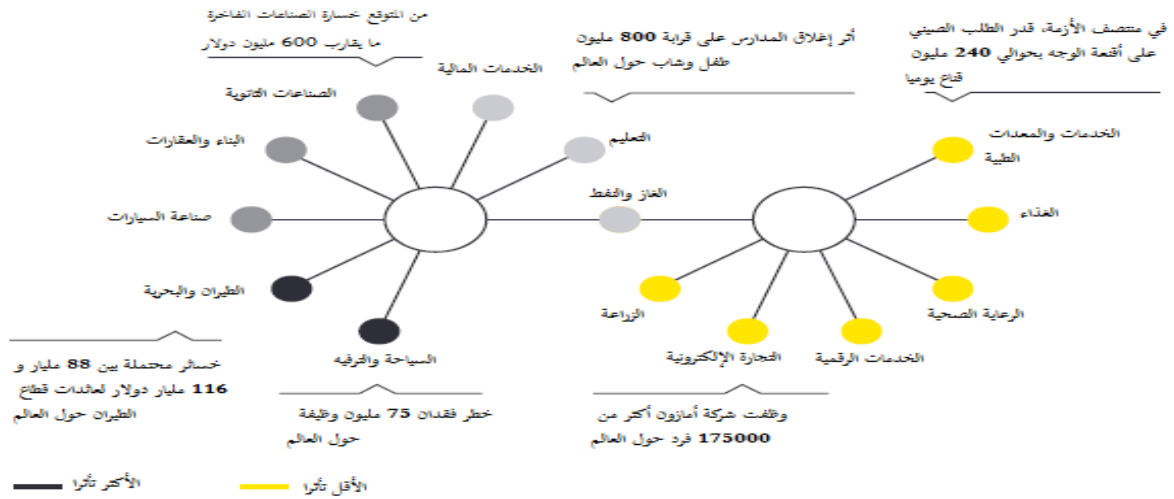 من المتوقع خسارة الصناعات الفاخرة
ما يقارب 600 مليون دولار
أثر إغلاق المدارس على قرابة 800 مليون
طفل وشاب حول العالم
في منتصف الأزمة، قدر الطلب الصيني
على أقنعة الوجه بحوالي 240 مليون
قناع يوميا
الخدمات المالية
الصناعات الثانوية
البناء والعقارات
صناعة السيارات
الطيران والبحرية
السياحة والترفيه
التعليم
الغاز والنفط
الخدمات والمعدات
الطبية
الغذاء
الرعاية الصحية
الخدمات الرقمية
التجارة الإلكترونية
الزراعة
خسائر محتملة بين 88 مليار و
116 مليار دولار لعائدات قطاع
الطيران حول العالم
خطر فقدان 75 مليون وظيفة
حول العالم
وظفت شركة أمازون أكثر من
175000 فرد حول العالم
الأكثر تأثرا
الأقل تأثرا